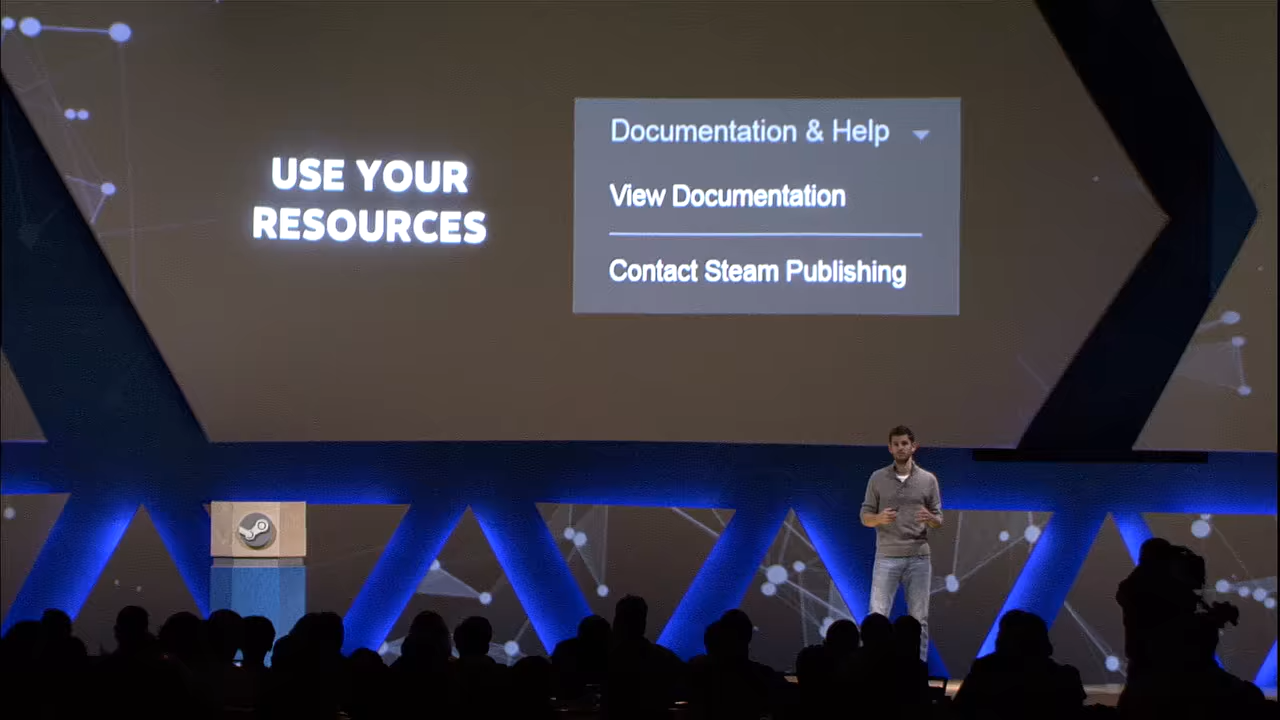 USE YOUR
RESOURCES
Documentation & Help
View Documentation
Contact Steam Publishing